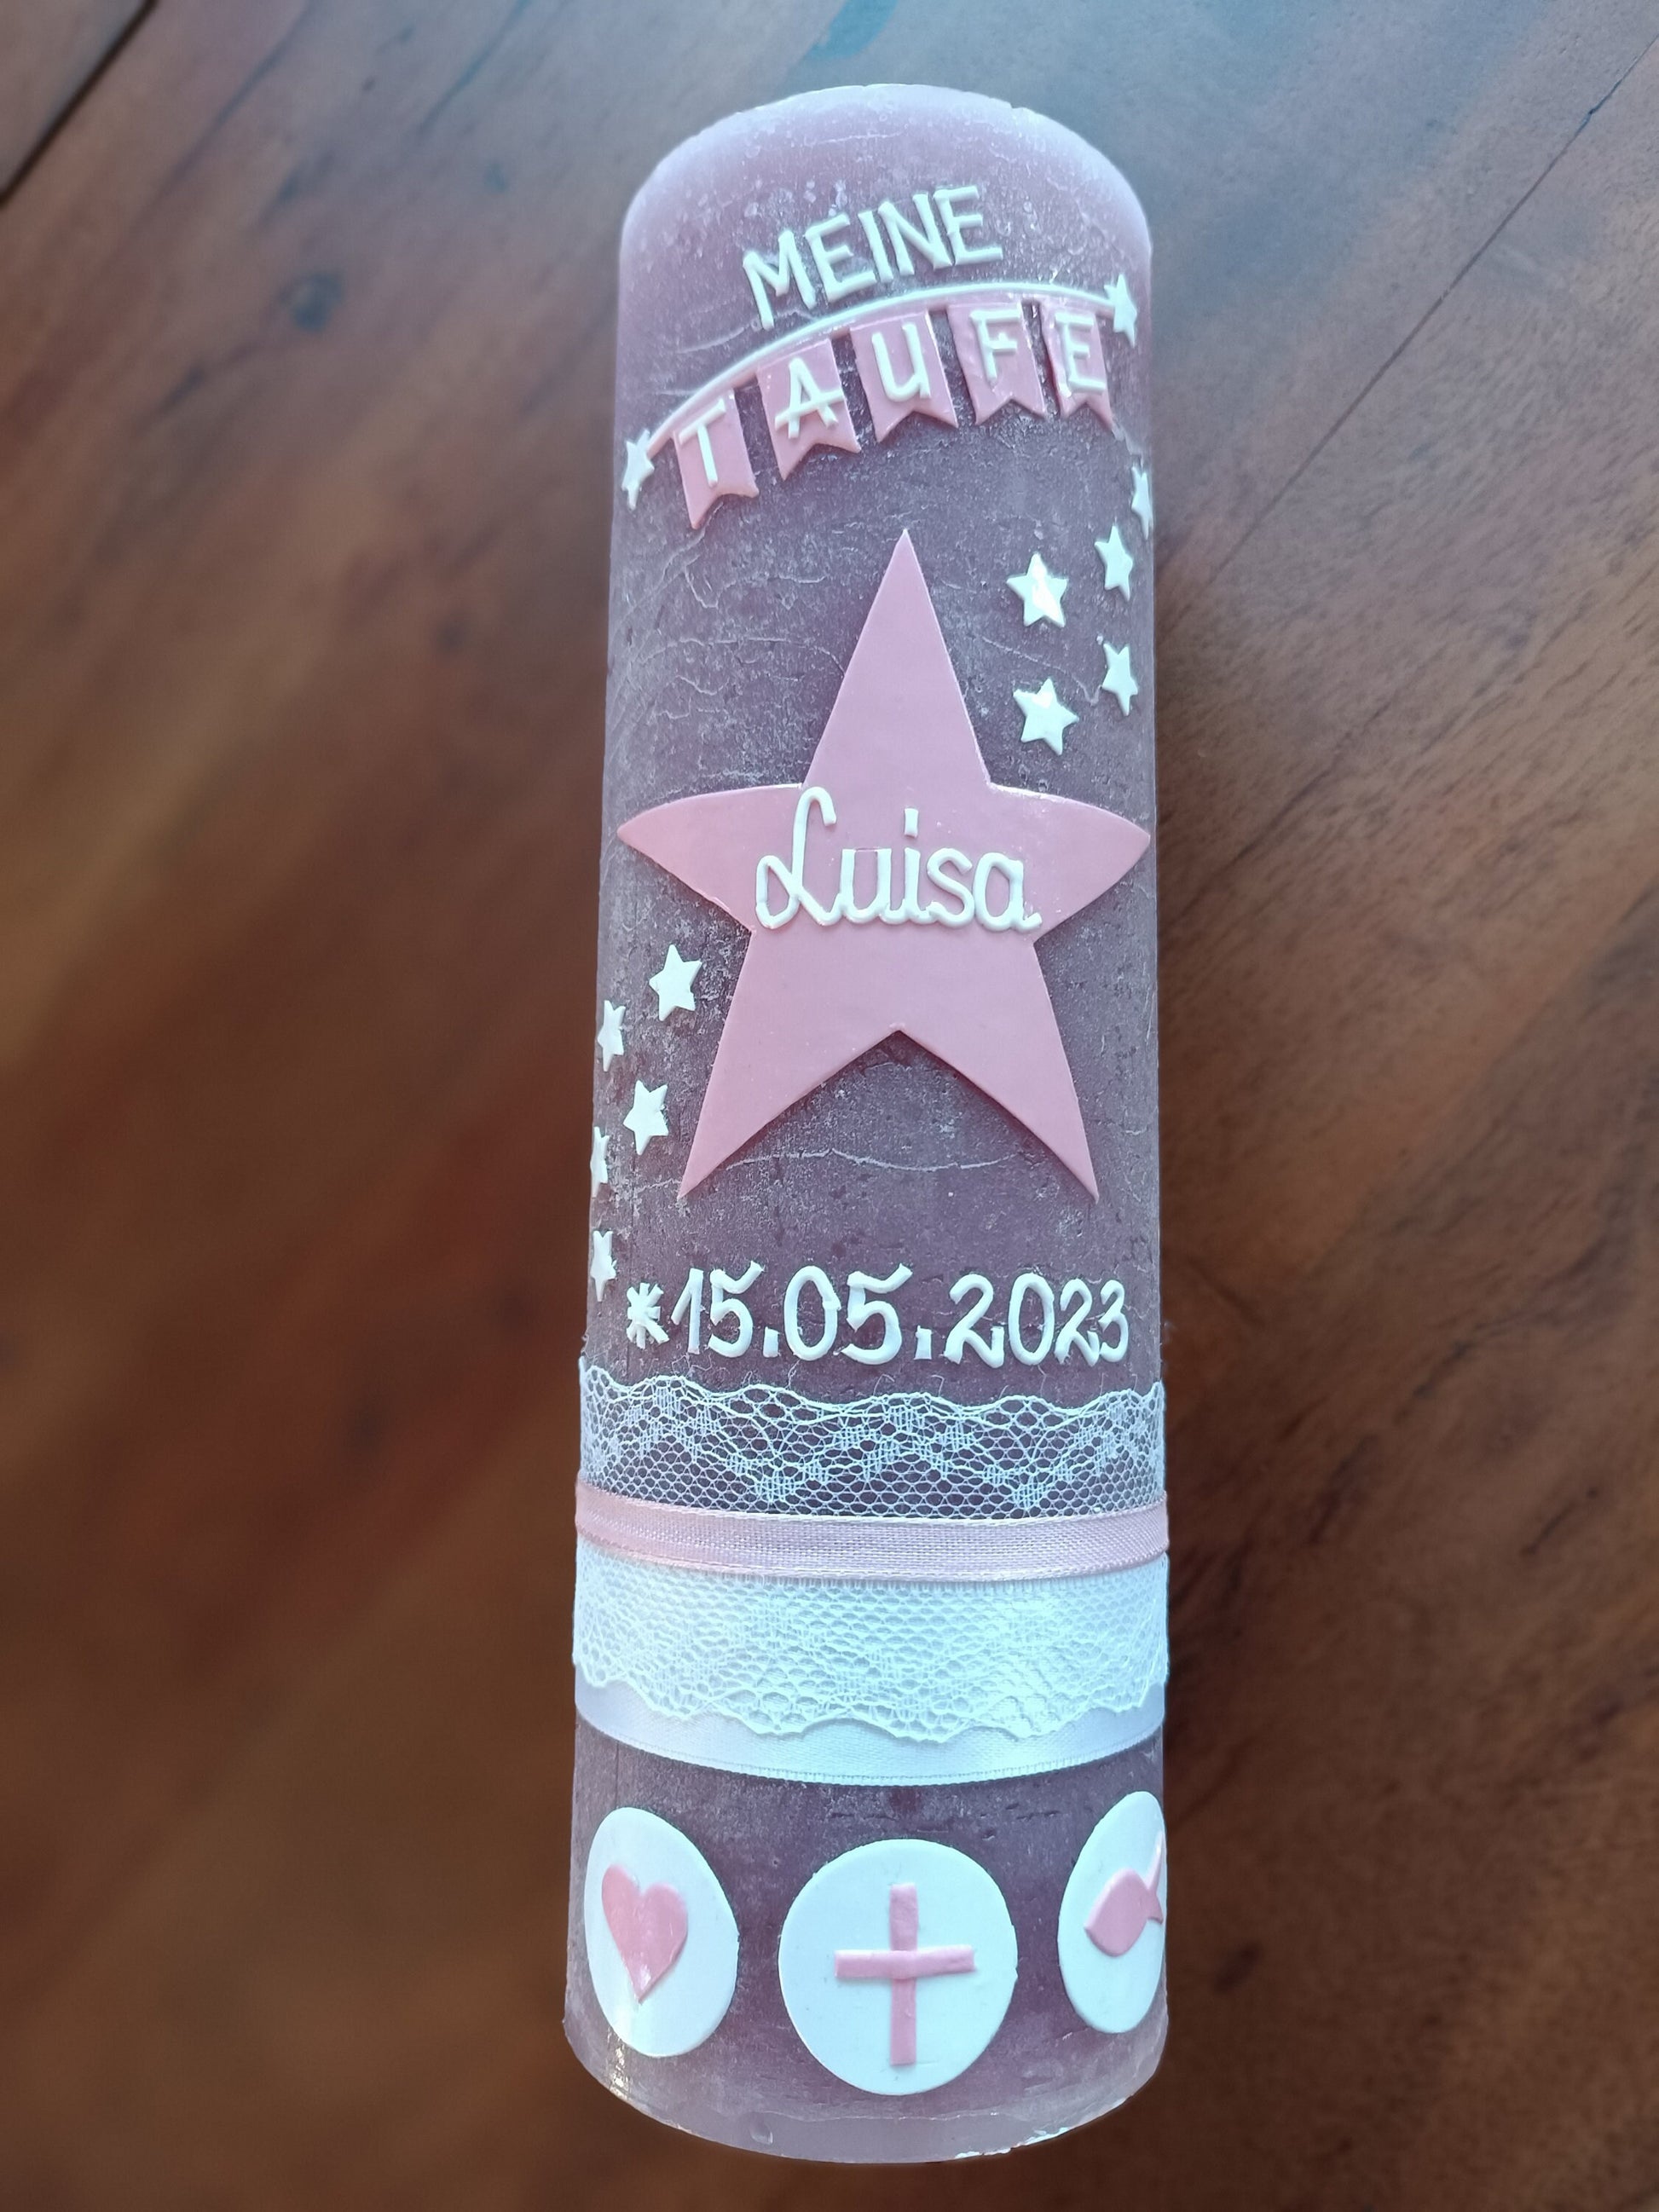 MEINE
TAUFE
Luisa
*15.05.2023